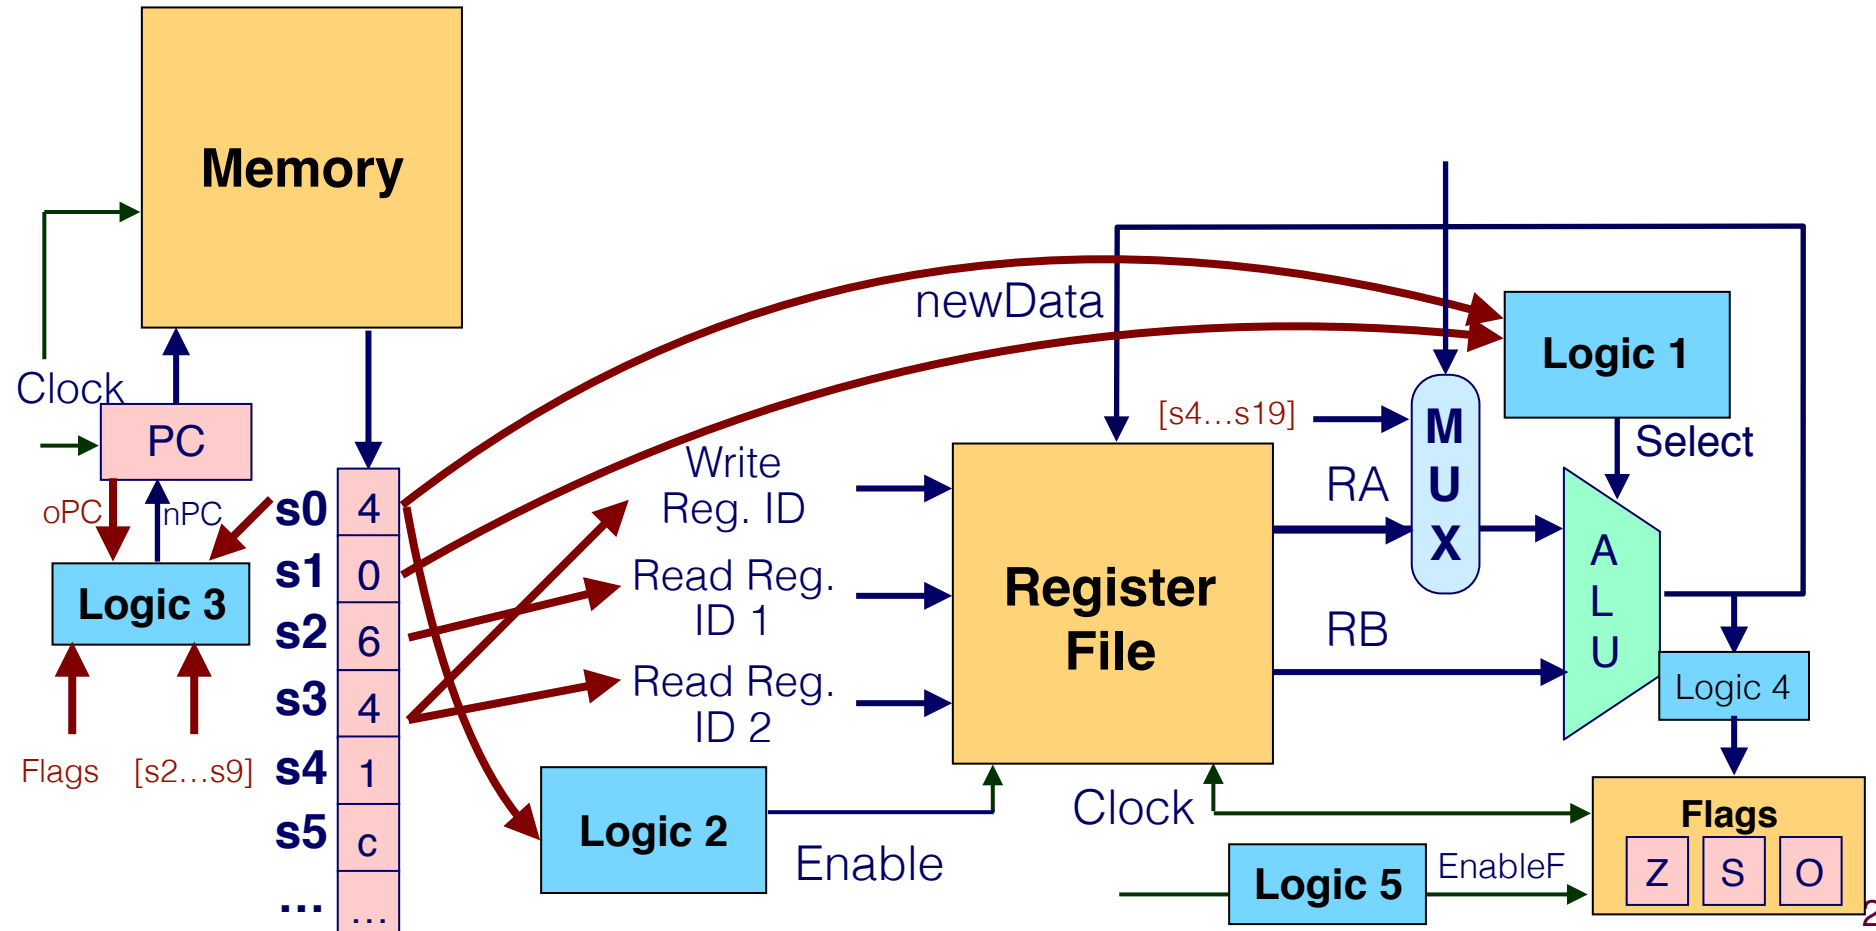 Memory
Clock
PC
oPC
nPC
Logic 3
Flags
[s2...s9]
s0
4
s1
0
s2
6
s3
4
s4
1
s5
c
...
...
Write
Reg. ID
Read Reg.
ID 1
Read Reg.
ID 2
Logic 2
Enable
newData
Register
File
Clock
[s4...s19]
RA
RB
M
U
X
Logic 1
Select
A
L
U
Logic 4
Logic 5
EnableF
Flags
Z
S
O
2